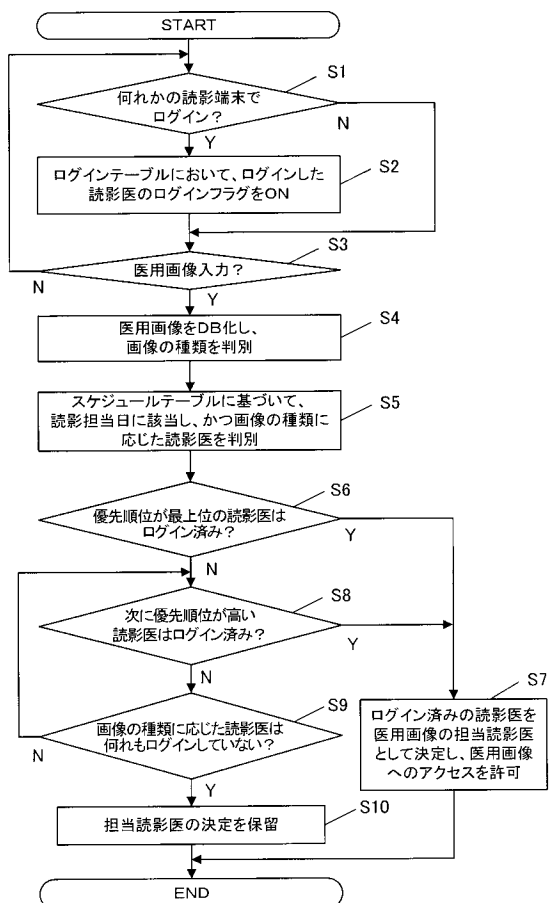 START
S1
何れかの読影端末で
ログイン？
N
Y
S2
ログインテーブルにおいて、ログインした
読影医のログインフラグをON
S3
医用画像入力？
N
Y
S4
医用画像をDB化し、
画像の種類を判別
S5
スケジュールテーブルに基づいて、
読影担当日に該当し、かつ画像の種類に
応じた読影医を判別
S6
優先順位が最上位の読影医は
ログイン済み？
Y
N
S8
次に優先順位が高い
読影医はログイン済み？
Y
N
S7
ログイン済みの読影医を
医用画像の担当読影医
として決定し、医用画像
へのアクセスを許可
S9
画像の種類に応じた読影医は
何れもログインしていない？
N
Y
S10
担当読影医の決定を保留
END